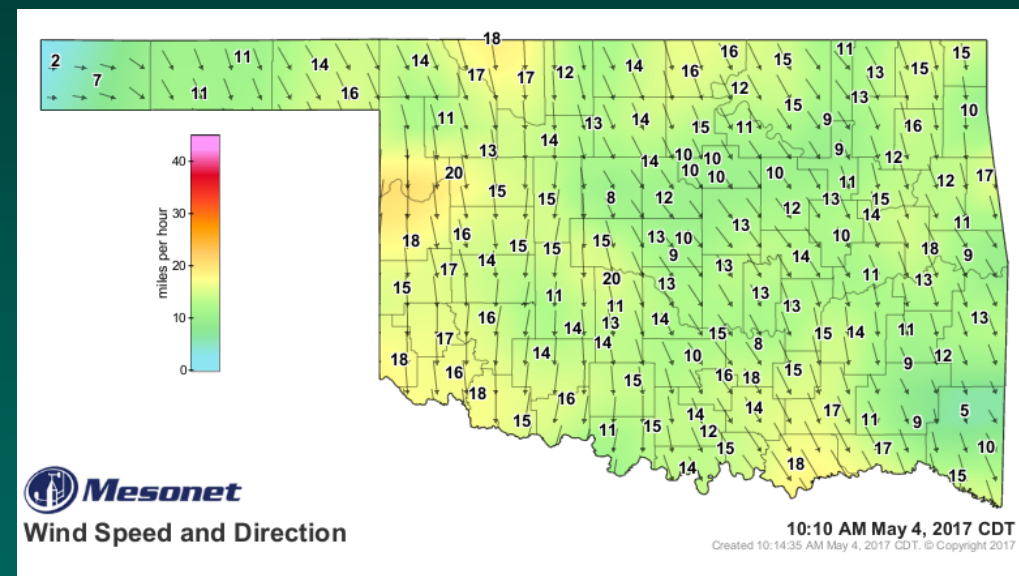 18
2 7 11 14 14 17 17 12 14 16 16 15 11 13 15 15
11 16 12 15 13 10
11 13 14 13 14 15 11 9 16
20 15 15 14 10 10 10 10 8 12 10 9 11 12 12 17
13 12 13 15 14 11
18 16 14 15 15 15 13 10 9 13 14 10 18 9
17 15 20 13 13 11 13
16 11 11 13 14 13 13 13
17 14 14 15 8 15 14 11
18 16 14 15 10 16 18 15 9 12
18 15 16 11 15 14 12 14 17 11 9 5
14 15 18 17 10 15
miles per hour
40
30
20
10
0
Mesonet
Wind Speed and Direction
10:10 AM May 4, 2017 CDT
Created 10:14:35 AM May 4, 2017 CDT. © Copyright 2017